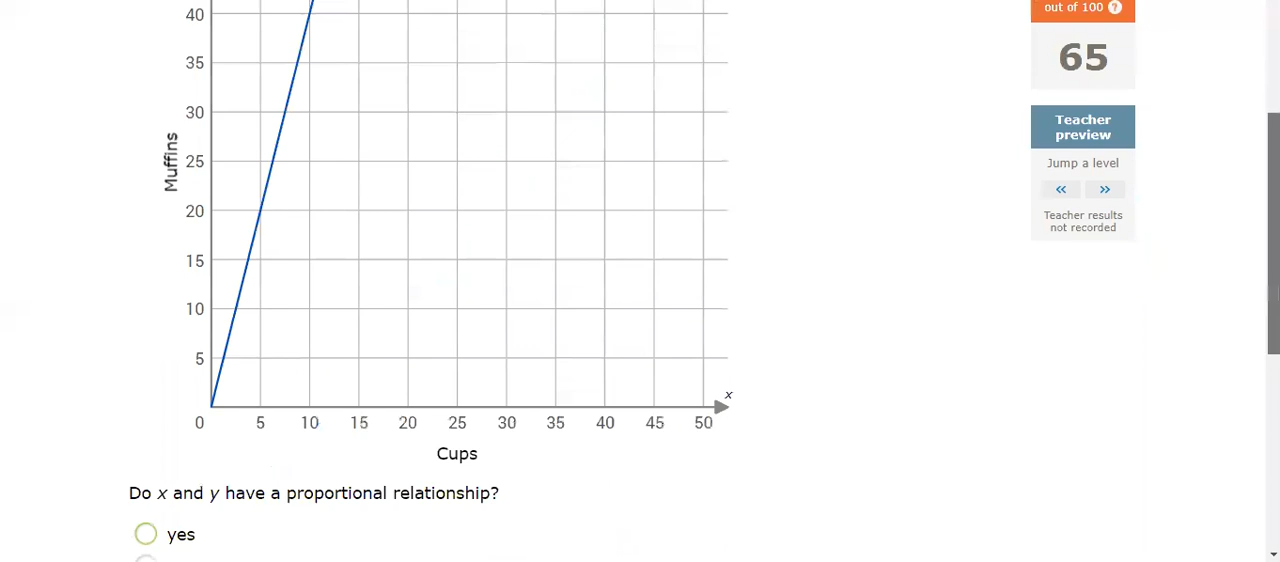 out of 100 ?
65
Teacher
preview
Jump a level
« »
Teacher results
not recorded
40
35
30
25
20
15
10
5
Muffins
x
0 5 10 15 20 25 30 35 40 45 50
Cups
Do x and y have a proportional relationship?
yes